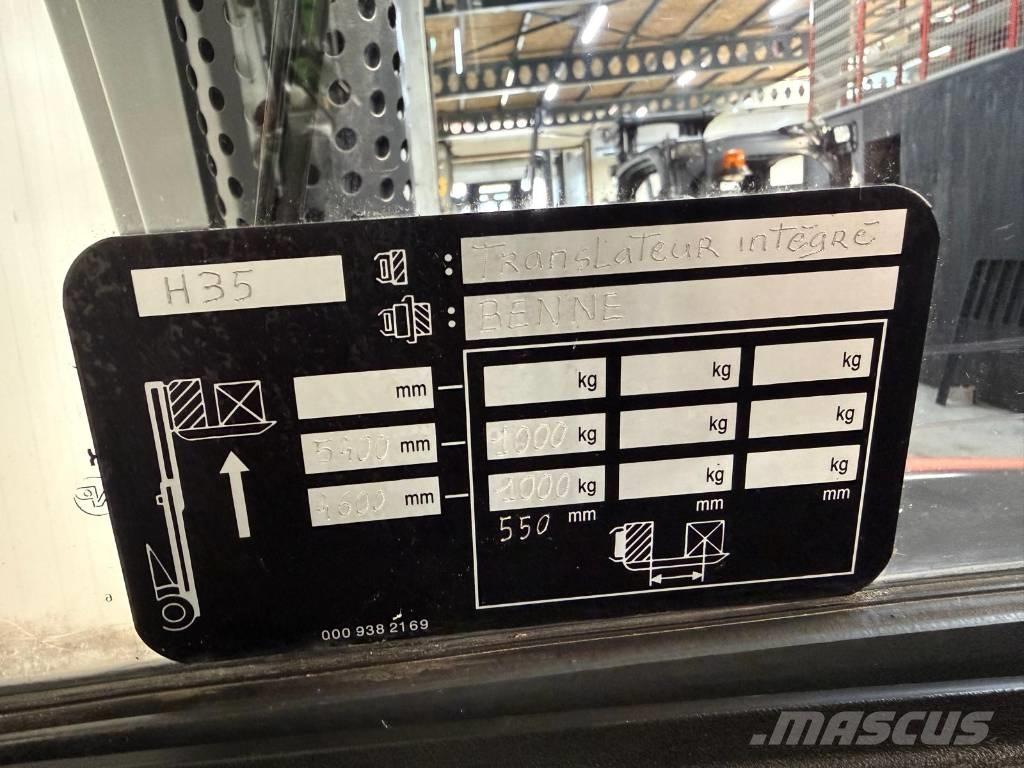 H35
: Translateur intégré
: BENNE
mm kg kg kg
5400 mm 1000 kg kg kg
4600 mm 1000 kg kg kg
550 mm mm mm
000 938 2169
MASCUS